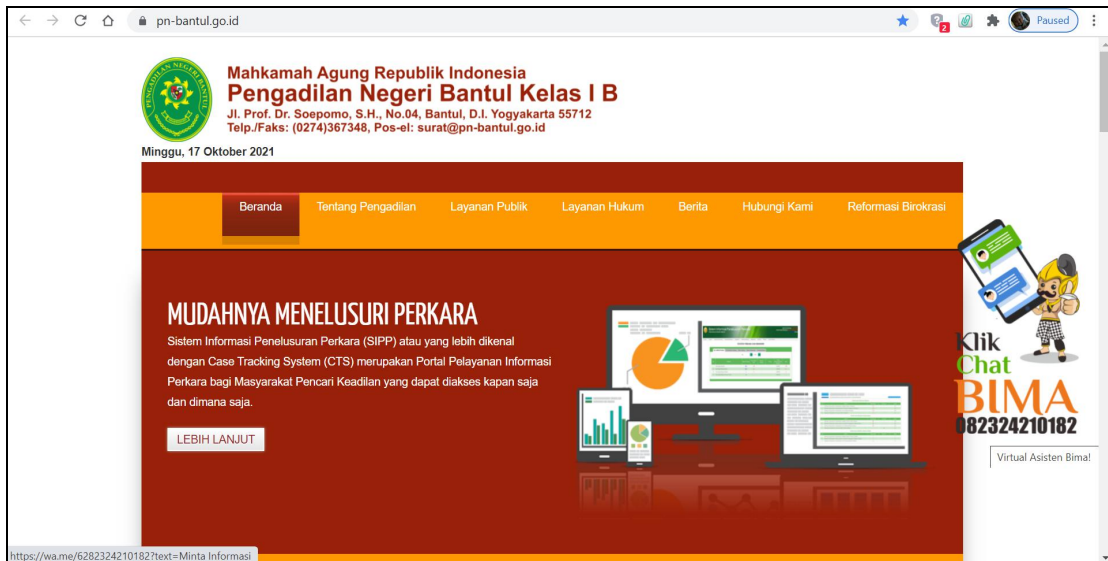 pn-bantul.go.id
2
Paused
PENGADILAN NEGERI BANTUL
Mahkamah Agung Republik Indonesia
Pengadilan Negeri Bantul Kelas I B
Jl. Prof. Dr. Soepomo, S.H., No.04, Bantul, D.I. Yogyakarta 55712
Telp./Faks: (0274)367348, Pos-el: surat@pn-bantul.go.id
Minggu, 17 Oktober 2021
Beranda Tentang Pengadilan Layanan Publik Layanan Hukum Berita Hubungi Kami Reformasi Birokrasi
MUDAHNYA MENELUSURI PERKARA
Sistem Informasi Penelusuran Perkara (SIPP) atau yang lebih dikenal
dengan Case Tracking System (CTS) merupakan Portal Pelayanan Informasi
Perkara bagi Masyarakat Pencari Keadilan yang dapat diakses kapan saja
dan dimana saja.
LEBIH LANJUT
Klik
Chat
BIMA
082324210182
Virtual Asisten Bima!
https://wa.me/6282324210182?text=Minta Informasi